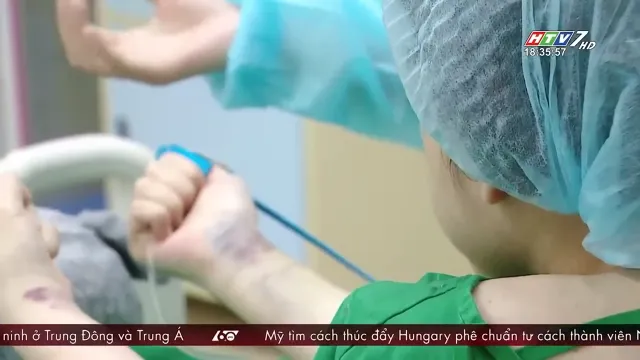 HTV7 HD
18:35:57
ninh ở Trung Đông và Trung Á 60 Mỹ tìm cách thúc đẩy Hungary phê chuẩn tư cách thành viên N